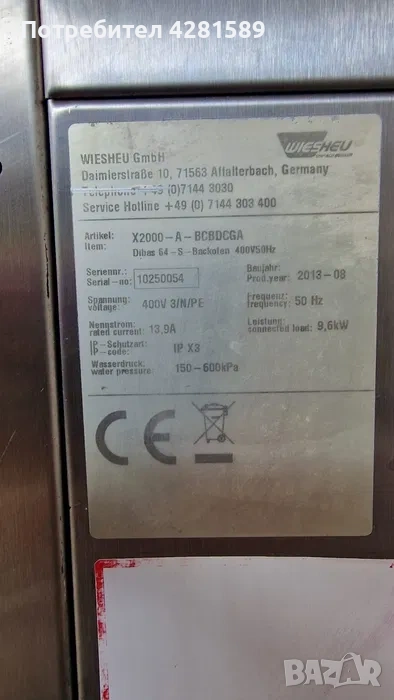 Потребител 4281589
WIESHEU GmbH
WIESHEU
Daimlerstraße 10, 71563 Affalterbach, Germany
Telephone +49 (0)7144 3030
Service Hotline +49 (0) 7144 303 400
Artikel: X2000-A-BCBDCGA
Item: Dibas 64-S-Backofen 400V50Hz
Seriennr.: Baujahr:
Serial-no: 10250054 Prod.year: 2013-08
Spannung Frequenz
voltage: 400V 3/N/PE frequency: 50 Hz
Nennstrom Leistung
rated current: 13,9A connected load: 9,6kW
IP-Schutzart
IP-code: IP X3
Wasserdruck
water pressure: 150-600kPa
CE
BAZAR